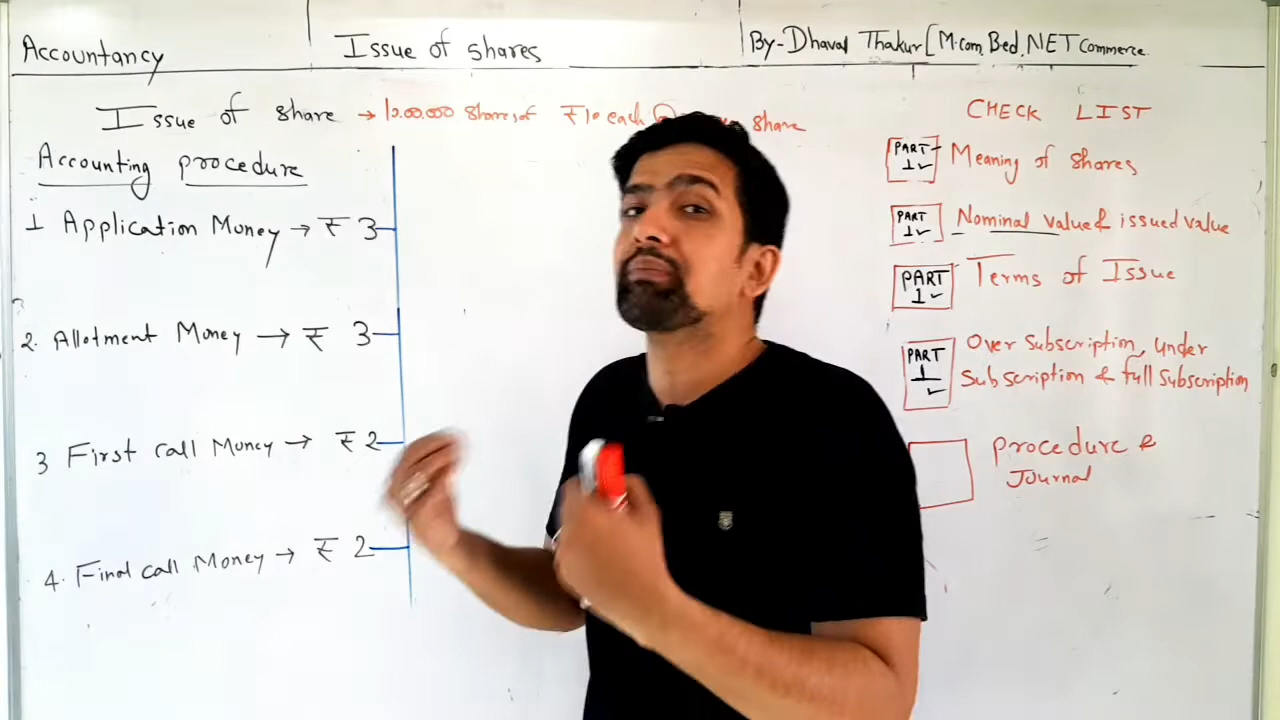 Accountancy
Issue of shares
By-Dhaval Thakur [M.com, Bed, NET Commerce.
Issue of share → 10,00,000 Shares of ₹10 each @ share
Accounting procedure
1 Application Money → ₹ 3
2. Allotment Money → ₹ 3
3 First call Money → ₹ 2
4. Final call Money → ₹ 2
CHECK LIST
PART-1 ✓ Meaning of shares
PART 1 ✓ Nominal value & issued value
PART 1 ✓ Terms of Issue
PART 1 ✓ Over Subscription, under
Subscription & full Subscription
procedure &
Journal